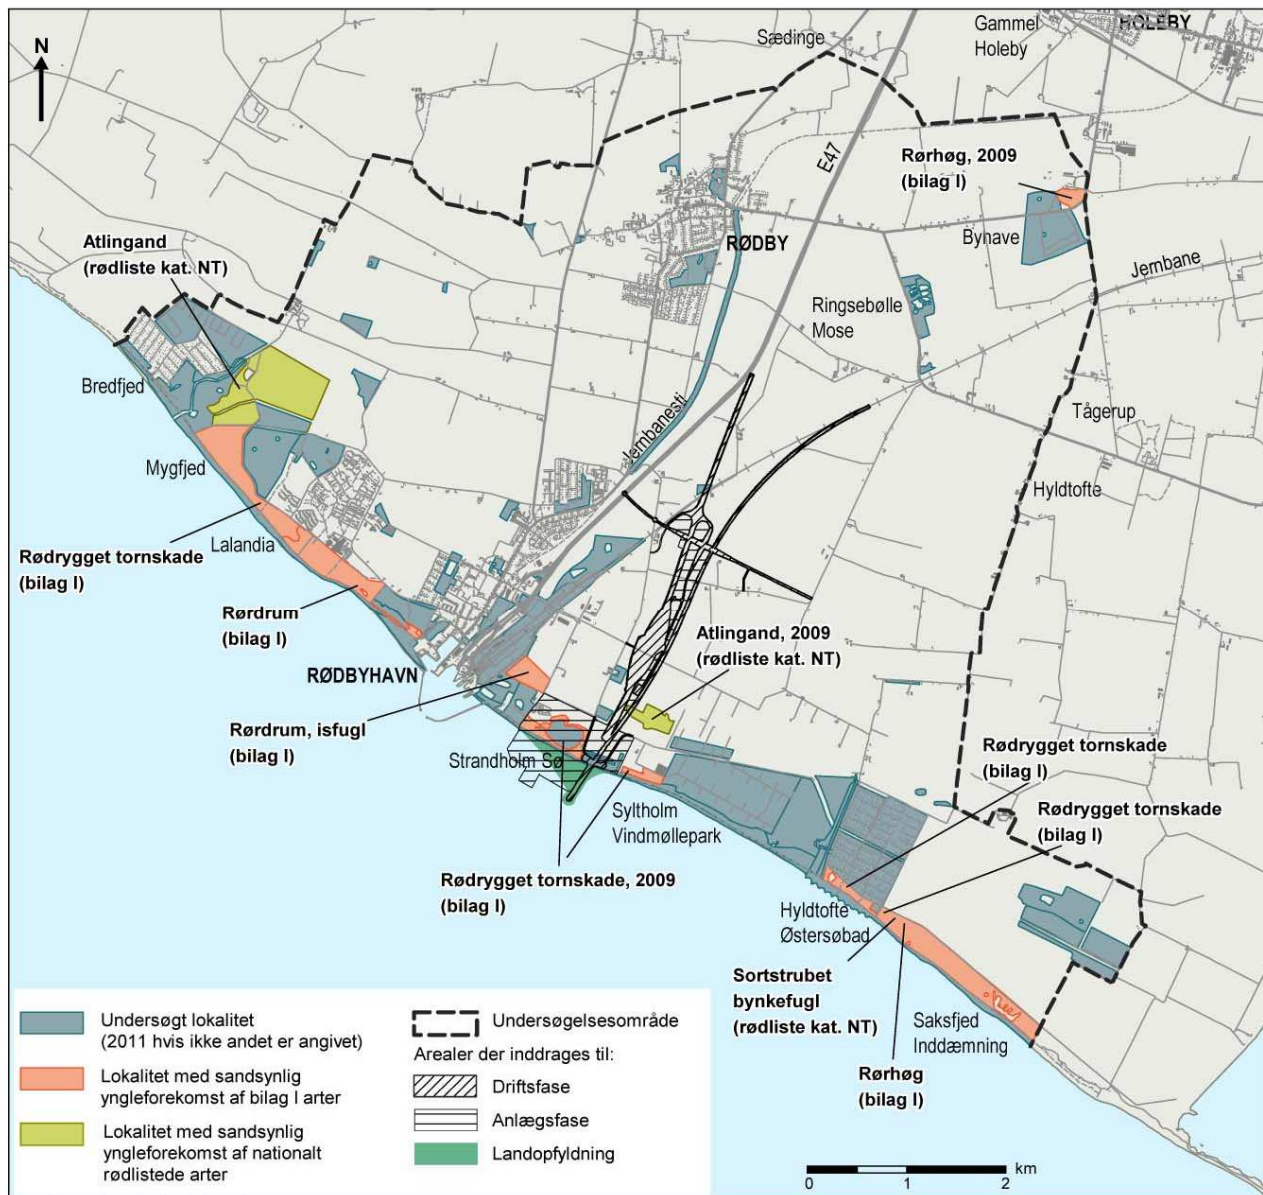 Gammel
Holeby
HOLEBY
Sædinge
N
E47
Rørhøg, 2009
(bilag I)
Byhave
Jernbane
RØDBY
Atlingand
(rødliste kat. NT)
Ringsebølle
Mose
Bredfjed
Jernbanesti
Tågerup
Mygfjed
Hyldtofte
Rødrygget tornskade
(bilag I)
Lalandia
Rørdrum
(bilag I)
Atlingand, 2009
(rødliste kat. NT)
RØDBYHAVN
Rørdrum, isfugl
(bilag I)
Strandholm Sø
Rødrygget tornskade
(bilag I)
Rødrygget tornskade
(bilag I)
Syltholm
Vindmøllepark
Rødrygget tornskade, 2009
(bilag I)
Hyldtofte
Østersøbad
Sortstrubet
bynkefugl
(rødliste kat. NT)
Saksfjed
Inddæmning
Rørhøg
(bilag I)
Undersøgt lokalitet
(2011 hvis ikke andet er angivet)
Lokalitet med sandsynlig
yngleforekomst af bilag I arter
Lokalitet med sandsynlig
yngleforekomst af nationalt
rødlistede arter
Undersøgelsesområde
Arealer der inddrages til:
Driftsfase
Anlægsfase
Landopfyldning
km
0 1 2